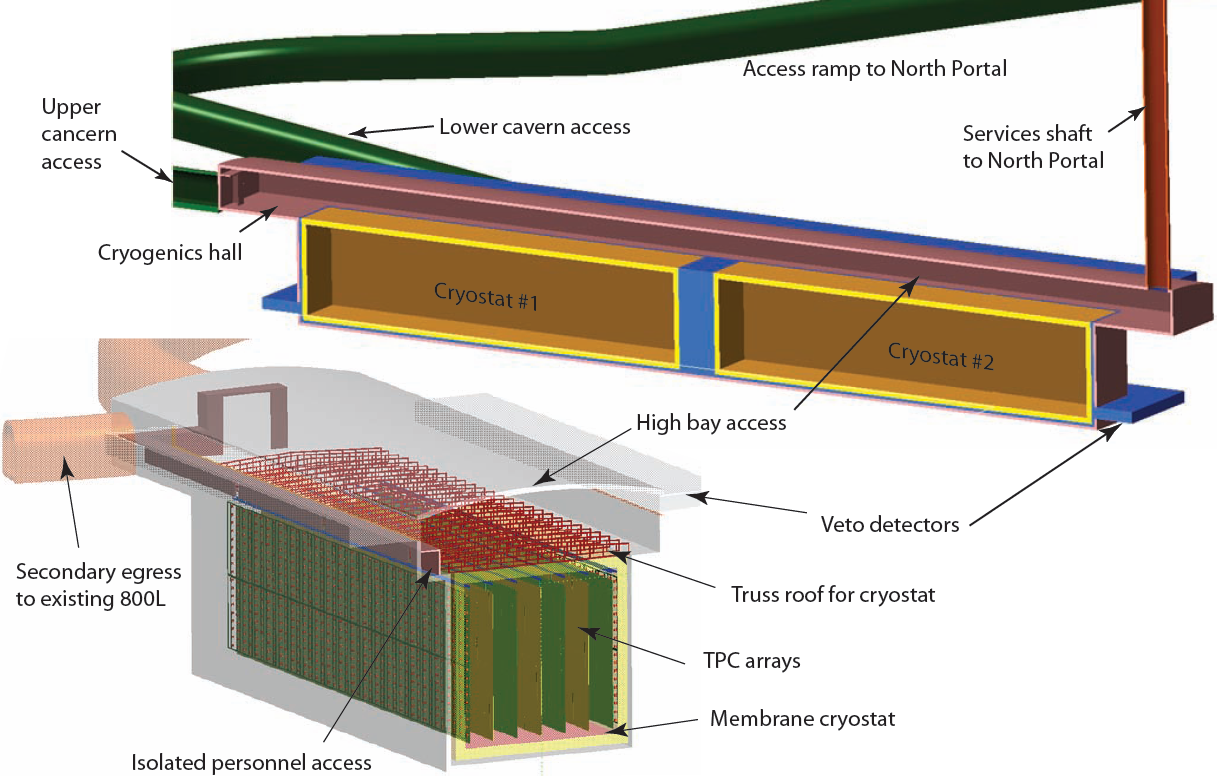 Access ramp to North Portal
Upper
cancern
access
Lower cavern access
Services shaft
to North Portal
Cryogenics hall
Cryostat #1
Cryostat #2
High bay access
Veto detectors
Secondary egress
to existing 800L
Truss roof for cryostat
TPC arrays
Membrane cryostat
Isolated personnel access